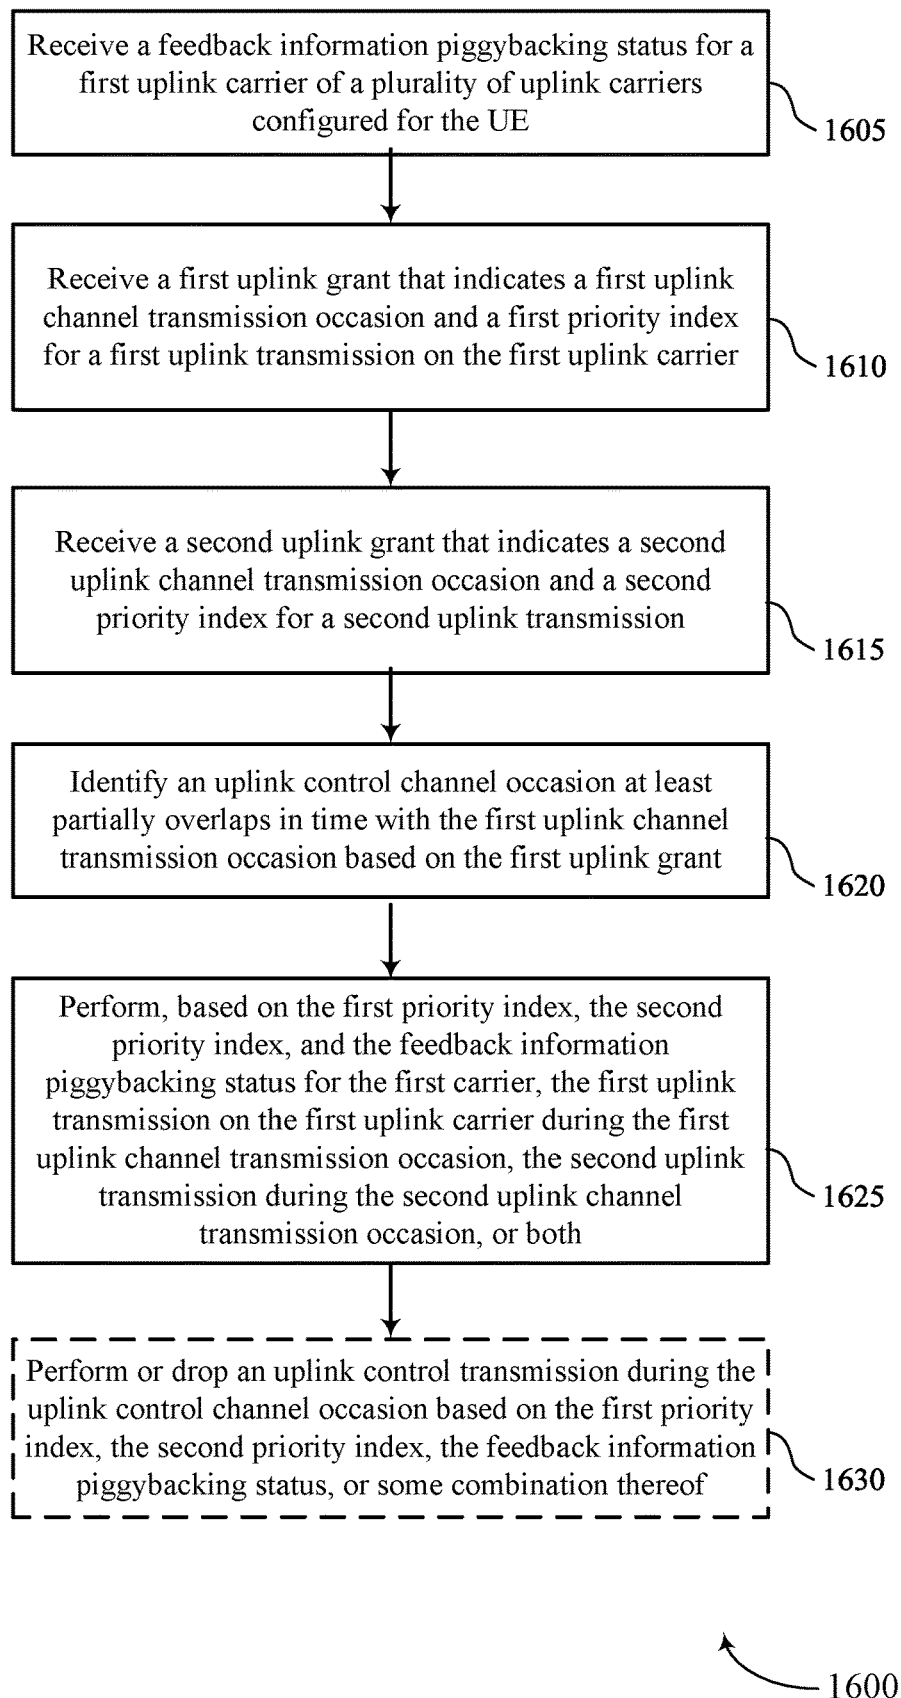 Receive a feedback information piggybacking status for a
first uplink carrier of a plurality of uplink carriers
configured for the UE
1605
Receive a first uplink grant that indicates a first uplink
channel transmission occasion and a first priority index
for a first uplink transmission on the first uplink carrier
1610
Receive a second uplink grant that indicates a second
uplink channel transmission occasion and a second
priority index for a second uplink transmission
1615
Identify an uplink control channel occasion at least
partially overlaps in time with the first uplink channel
transmission occasion based on the first uplink grant
1620
Perform, based on the first priority index, the second
priority index, and the feedback information
piggybacking status for the first carrier, the first uplink
transmission on the first uplink carrier during the first
uplink channel transmission occasion, the second uplink
transmission during the second uplink channel
transmission occasion, or both
1625
Perform or drop an uplink control transmission during the
uplink control channel occasion based on the first priority
index, the second priority index, the feedback information
piggybacking status, or some combination thereof
1630
1600